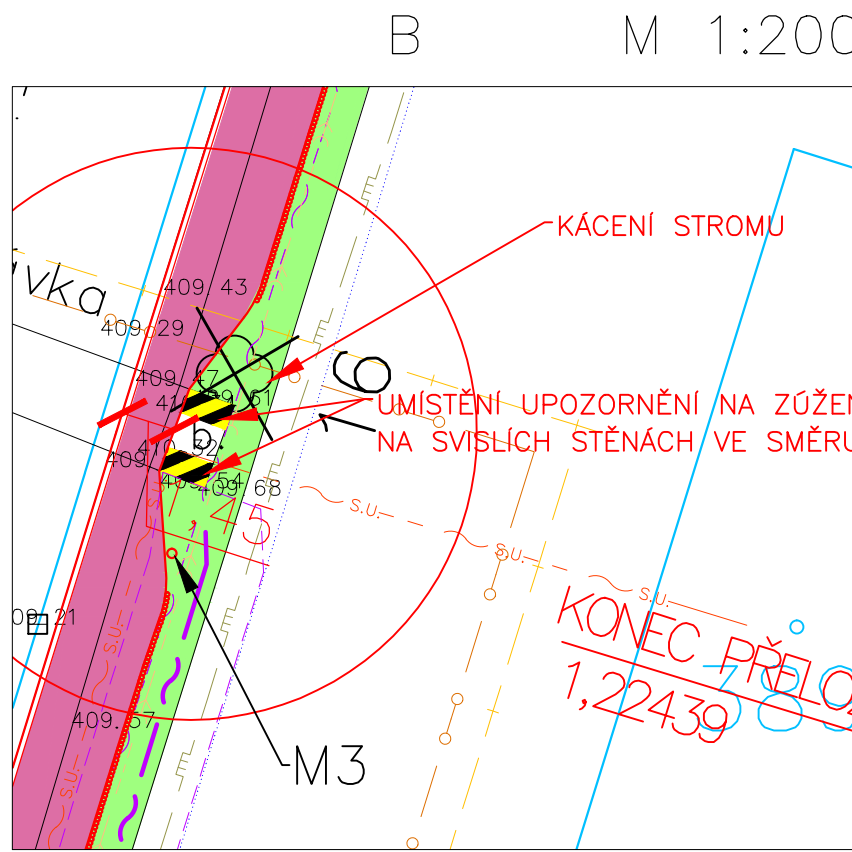 B M 1:200
KÁCENÍ STROMU
vka
409 43
409 29
409 47
6
UMÍSTĚNÍ UPOZORNĚNÍ NA ZÚŽEN
NA SVISLÍCH STĚNÁCH VE SMĚRU
b.
409.68
S.U.
S.U.
S.U.
KONEC PŘELO
1,22439
S.U.
409.57
M3
S.U.